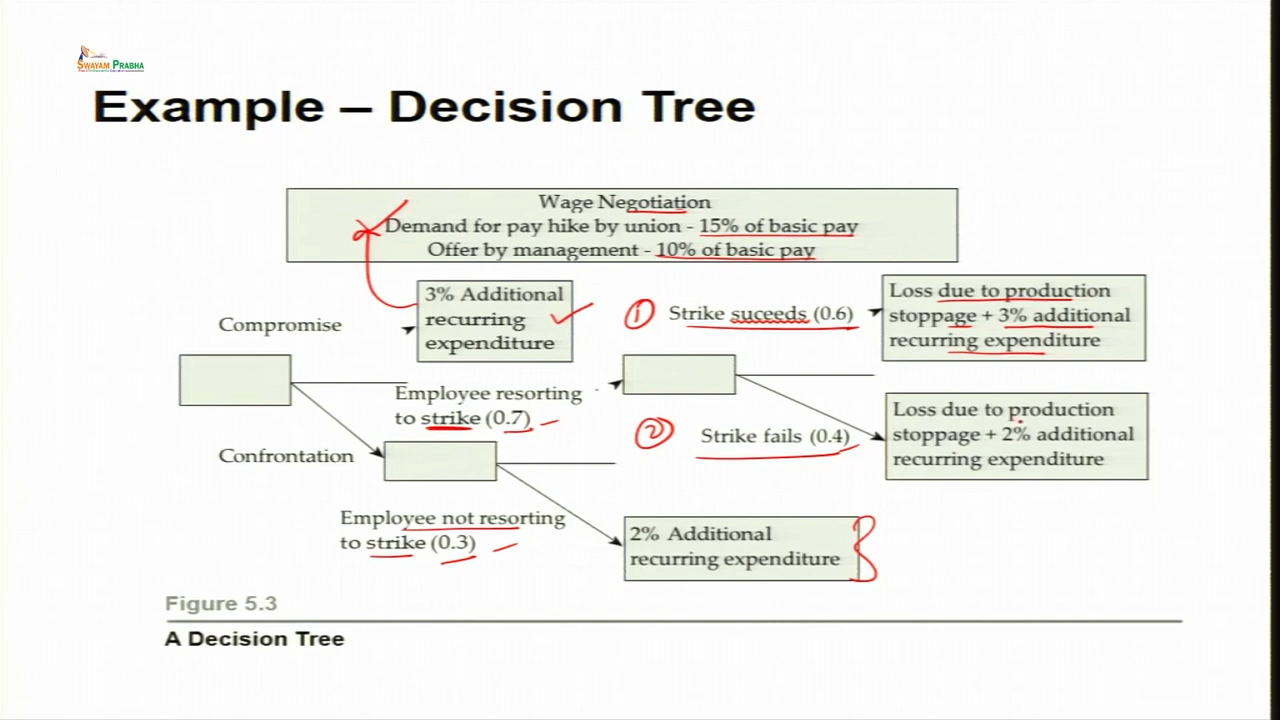 SWAYAM PRABHA
Example – Decision Tree
Wage Negotiation
Demand for pay hike by union - 15% of basic pay
Offer by management - 10% of basic pay
Compromise
3% Additional
recurring
expenditure
1
Strike suceeds (0.6)
Loss due to production
stoppage + 3% additional
recurring expenditure
Employee resorting
to strike (0.7)
Confrontation
2
Strike fails (0.4)
Loss due to production
stoppage + 2% additional
recurring expenditure
Employee not resorting
to strike (0.3)
2% Additional
recurring expenditure
Figure 5.3
A Decision Tree